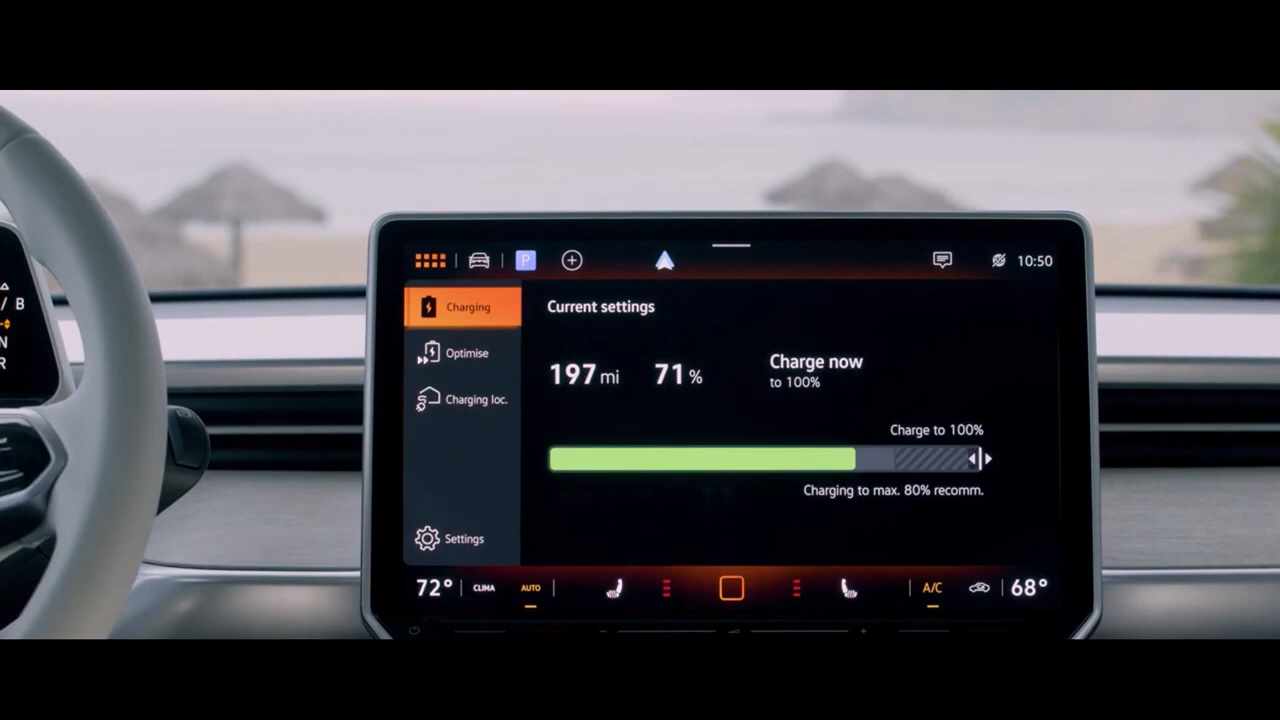 P
10:50
/ B
N
R
Charging
Optimise
Charging loc.
Settings
Current settings
197 mi
71 %
Charge now
to 100%
Charge to 100%
Charging to max. 80% recomm.
72°
CLIMA
AUTO
A/C
68°